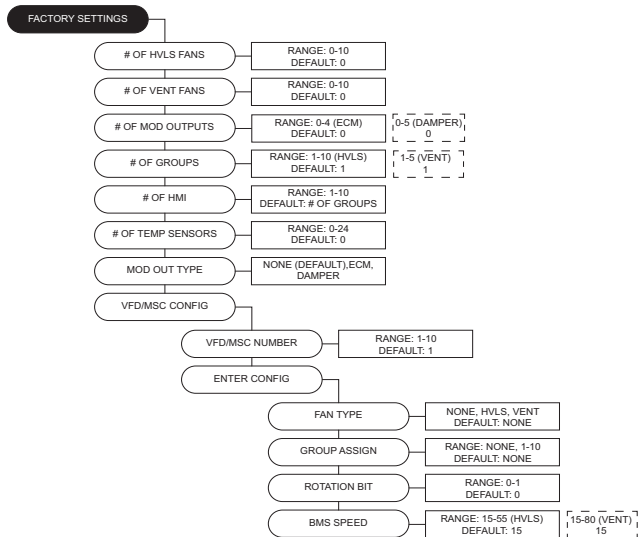 FACTORY SETTINGS
# OF HVLS FANS
RANGE: 0-10
DEFAULT: 0
# OF VENT FANS
RANGE: 0-10
DEFAULT: 0
# OF MOD OUTPUTS
RANGE: 0-4 (ECM)
DEFAULT: 0
0-5 (DAMPER)
0
# OF GROUPS
RANGE: 1-10 (HVLS)
DEFAULT: 1
1-5 (VENT)
1
# OF HMI
RANGE: 1-10
DEFAULT: # OF GROUPS
# OF TEMP SENSORS
RANGE: 0-24
DEFAULT: 0
MOD OUT TYPE
NONE (DEFAULT),ECM,
DAMPER
VFD/MSC CONFIG
VFD/MSC NUMBER
RANGE: 1-10
DEFAULT: 1
ENTER CONFIG
FAN TYPE
NONE, HVLS, VENT
DEFAULT: NONE
GROUP ASSIGN
RANGE: NONE, 1-10
DEFAULT: NONE
ROTATION BIT
RANGE: 0-1
DEFAULT: 0
BMS SPEED
RANGE: 15-55 (HVLS)
DEFAULT: 15
15-80 (VENT)
15